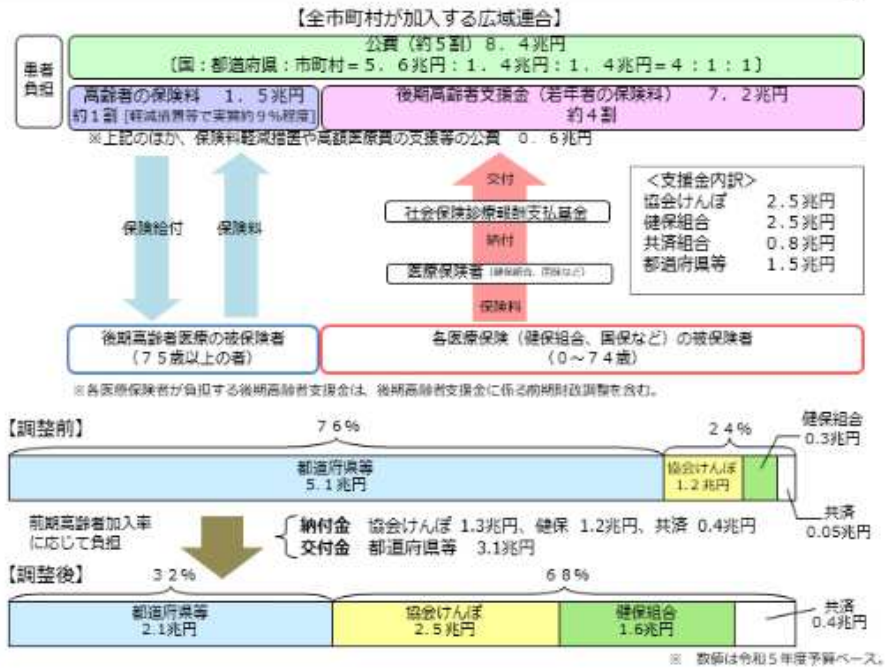 【全市町村が加入する広域連合】
患者
負担
公費（約5割）8．4兆円
〔国：都道府県：市町村＝5．6兆円：1．4兆円：1．4兆円＝4：1：1〕
高齢者の保険料　1．5兆円
約1割 [軽減措置等で実質約9％程度]
後期高齢者支援金（若年者の保険料）　7．2兆円
約4割
※上記のほか、保険料軽減措置や高額医療費の支援等の公費　0．6兆円
保険給付
保険料
交付
社会保険診療報酬支払基金
納付
医療保険者（健保組合、国保など）
保険料
＜支援金内訳＞
協会けんぽ　2.5兆円
健保組合　2.5兆円
共済組合　0.8兆円
都道府県等　1.5兆円
後期高齢者医療の被保険者
（75歳以上の者）
各医療保険（健保組合、国保など）の被保険者
（0～74歳）
※各医療保険者が負担する後期高齢者支援金は、後期高齢者支援金に係る前期財政調整を含む。
【調整前】
76%
24%
健保組合
0.3兆円
都道府県等
5.1兆円
協会けんぽ
1.2兆円
共済
0.05兆円
前期高齢者加入率
に応じて負担
納付金　協会けんぽ 1.3兆円、健保 1.2兆円、共済 0.4兆円
交付金　都道府県等　3.1兆円
【調整後】
32%
68%
都道府県等
2.1兆円
協会けんぽ
2.5兆円
健保組合
1.6兆円
共済
0.4兆円
※　数値は令和5年度予算ベース。